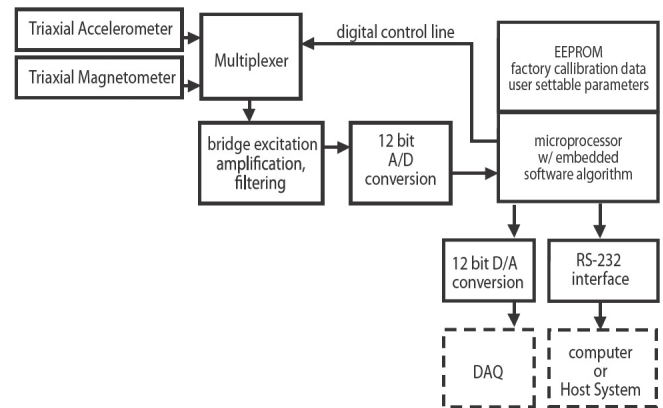 Triaxial Accelerometer
Triaxial Magnetometer
Multiplexer
digital control line
EEPROM
factory callibration data
user settable parameters
bridge excitation
amplification,
filtering
12 bit
A/D
conversion
microprocessor
w/ embedded
software algorithm
12 bit D/A
conversion
RS-232
interface
DAQ
computer
or
Host System